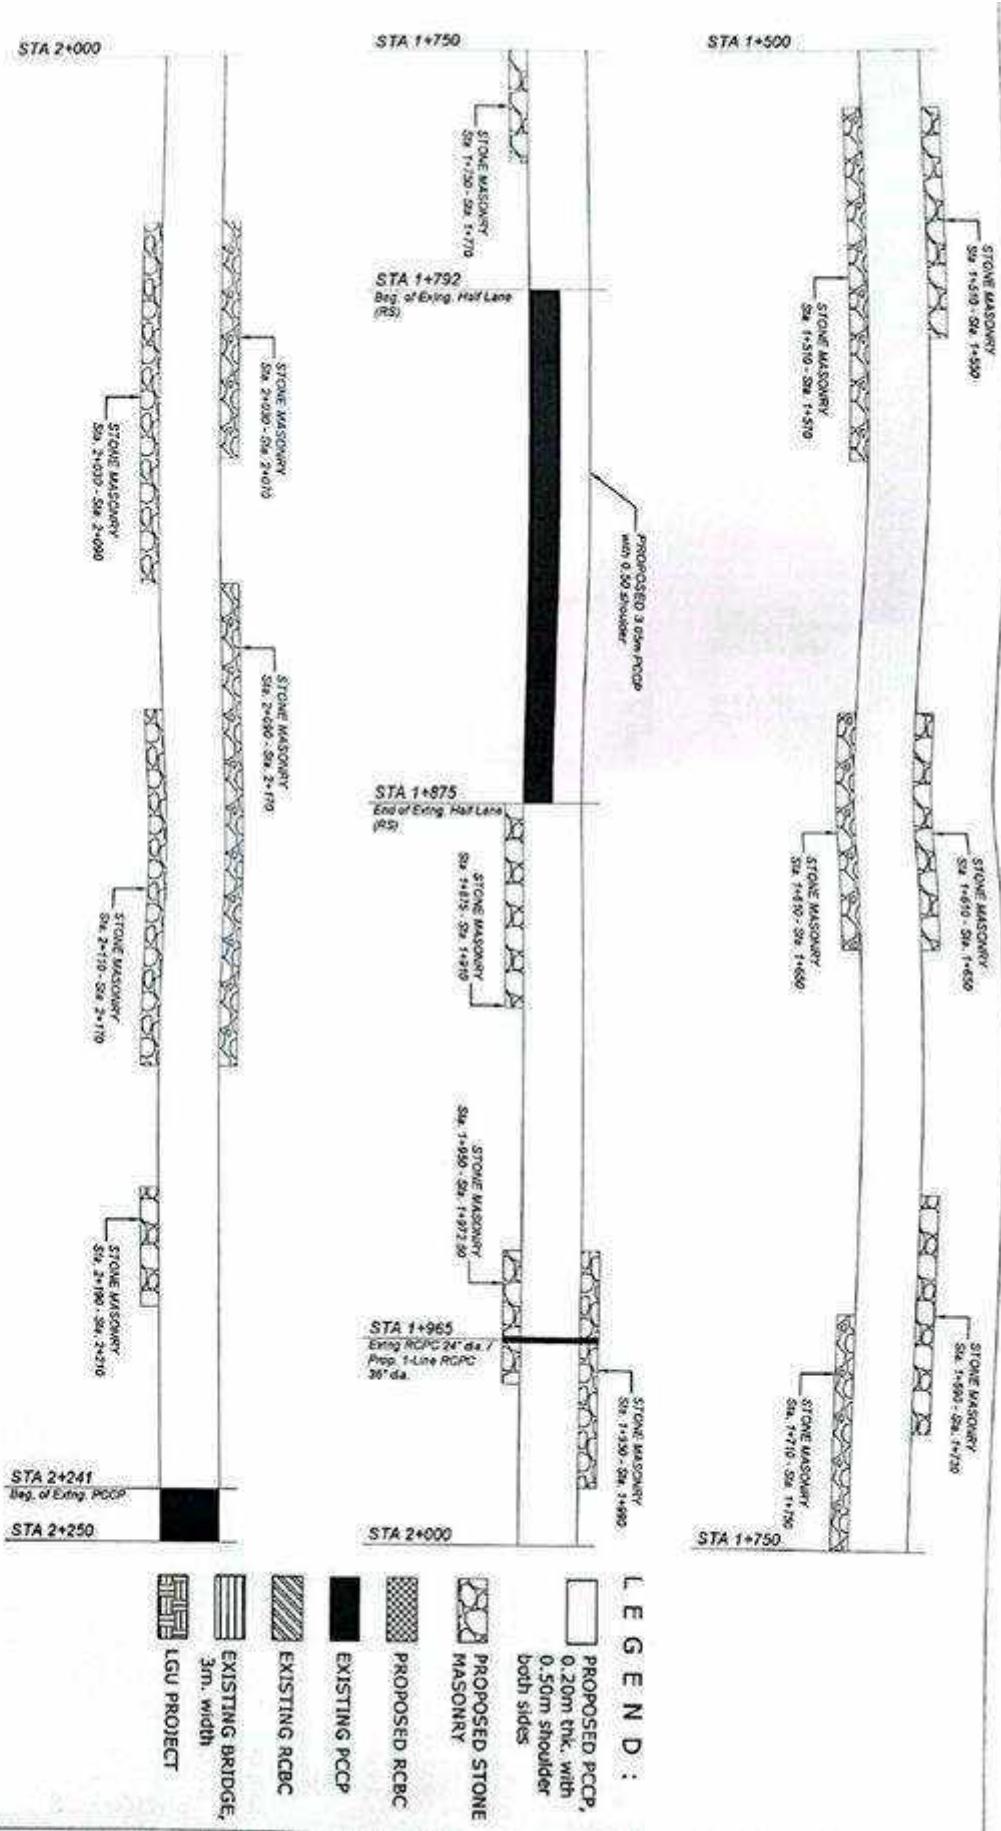 STA 1+500
STONE MASONRY
Sta. 1+510 - Sta. 1+550
STONE MASONRY
Sta. 1+510 - Sta. 1+570
STONE MASONRY
Sta. 1+610 - Sta. 1+650
STONE MASONRY
Sta. 1+610 - Sta. 1+650
STONE MASONRY
Sta. 1+690 - Sta. 1+730
STONE MASONRY
Sta. 1+710 - Sta. 1+750
STA 1+750
STA 1+750
STONE MASONRY
Sta. 1+750 - Sta. 1+770
STA 1+792
Beg. of Exing. Half Lane
(RS)
PROPOSED 3.05m PCCP
with 0.50 shoulder
STA 1+875
End of Extng. Half Lane
(RS)
STONE MASONRY
Sta. 1+875 - Sta. 1+910
STONE MASONRY
Sta. 1+950 - Sta. 1+972.50
STA 1+965
Extng RCPC 24" dia. /
Prop. 1-Line RCPC
36" dia.
STONE MASONRY
Sta. 1+950 - Sta. 1+990
STA 2+000
STA 2+000
STONE MASONRY
Sta. 2+030 - Sta. 2+070
STONE MASONRY
Sta. 2+030 - Sta. 2+090
STONE MASONRY
Sta. 2+090 - Sta. 2+170
STONE MASONRY
Sta. 2+110 - Sta. 2+170
STONE MASONRY
Sta. 2+190 - Sta. 2+210
STA 2+241
Beg. of Extng. PCCP
STA 2+250
LEGEND :
PROPOSED PCCP,
0.20m thk. with
0.50m shoulder
both sides
PROPOSED STONE
MASONRY
PROPOSED RCBC
EXISTING PCCP
EXISTING RCBC
EXISTING BRIDGE,
3m. width
LGU PROJECT